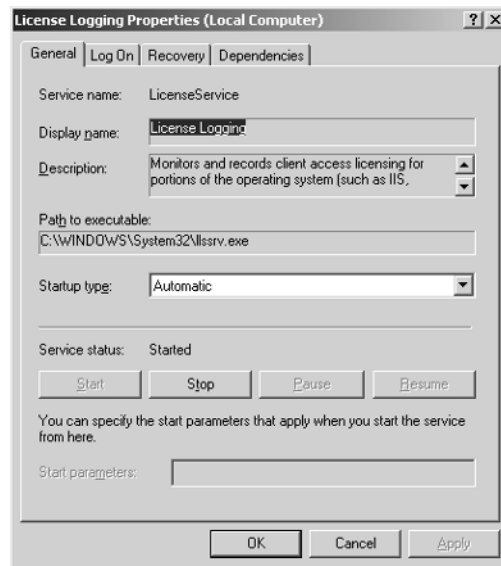 License Logging Properties (Local Computer)
General Log On Recovery Dependencies
Service name: LicenseService
Display name: License Logging
Description: Monitors and records client access licensing for
portions of the operating system (such as IIS,
Path to executable:
C:\WINDOWS\System32\llssrv.exe
Startup type: Automatic
Service status: Started
Start Stop Pause Resume
You can specify the start parameters that apply when you start the service
from here.
Start parameters:
OK Cancel Apply